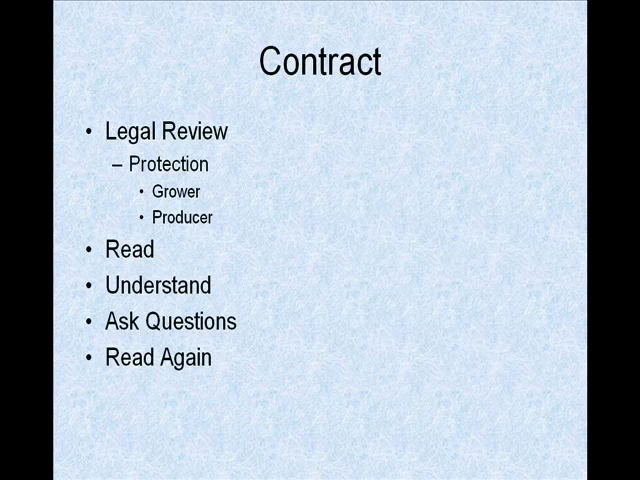 Contract
• Legal Review
– Protection
• Grower
• Producer
• Read
• Understand
• Ask Questions
• Read Again